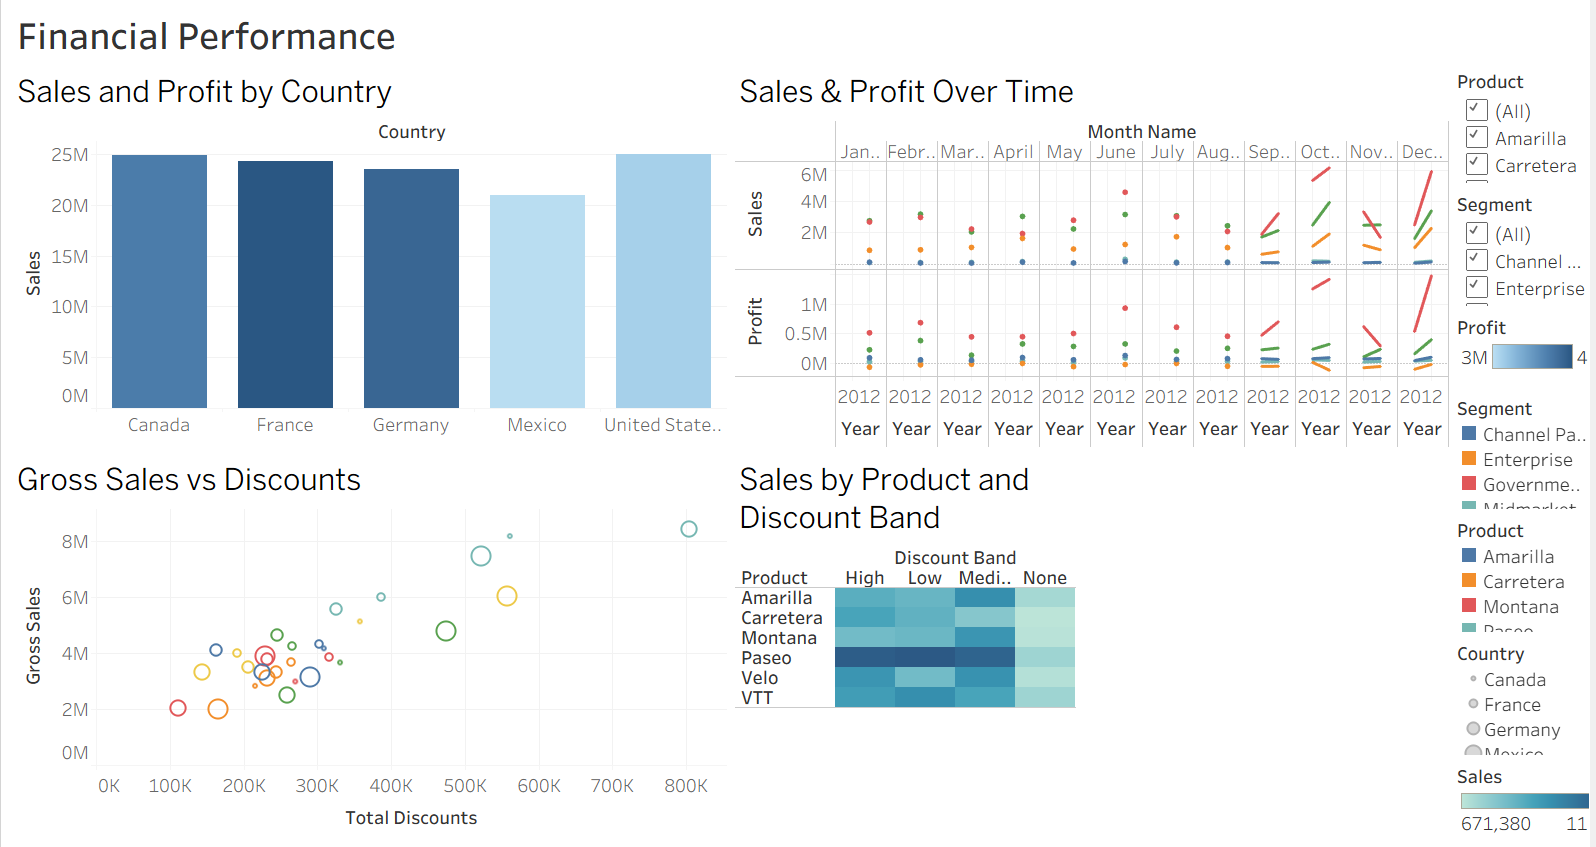 Financial Performance
Sales and Profit by Country
Country
Sales
25M
20M
15M
10M
5M
0M
Canada
France
Germany
Mexico
United State..
Sales & Profit Over Time
Month Name
Jan.. Febr.. Mar.. April May June July Aug.. Sep.. Oct.. Nov.. Dec..
Sales
6M
4M
2M
Profit
1M
0.5M
0M
2012 2012 2012 2012 2012 2012 2012 2012 2012 2012 2012 2012
Year Year Year Year Year Year Year Year Year Year Year Year
Gross Sales vs Discounts
Gross Sales
8M
6M
4M
2M
0M
0K 100K 200K 300K 400K 500K 600K 700K 800K
Total Discounts
Sales by Product and
Discount Band
Discount Band
Product High Low Medi.. None
Amarilla
Carretera
Montana
Paseo
Velo
VTT
Product
(All)
Amarilla
Carretera
Segment
(All)
Channel ...
Enterprise
Profit
3M 4
Segment
Channel Pa..
Enterprise
Governme..
Midmarket
Product
Amarilla
Carretera
Montana
Paseo
Country
Canada
France
Germany
Mexico
Sales
671,380 11